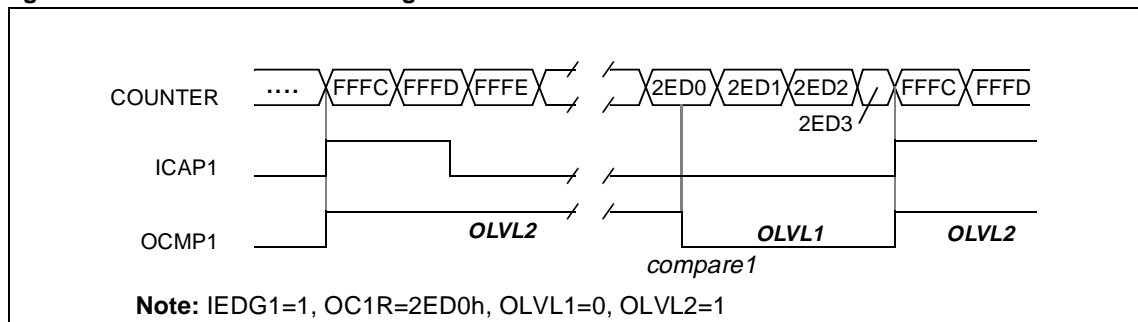 COUNTER .... FFFC FFFD FFFE 2ED0 2ED1 2ED2 FFFC FFFD
2ED3
ICAP1
OCMP1 OLVL2 OLVL1 OLVL2
compare1
Note: IEDG1=1, OC1R=2ED0h, OLVL1=0, OLVL2=1